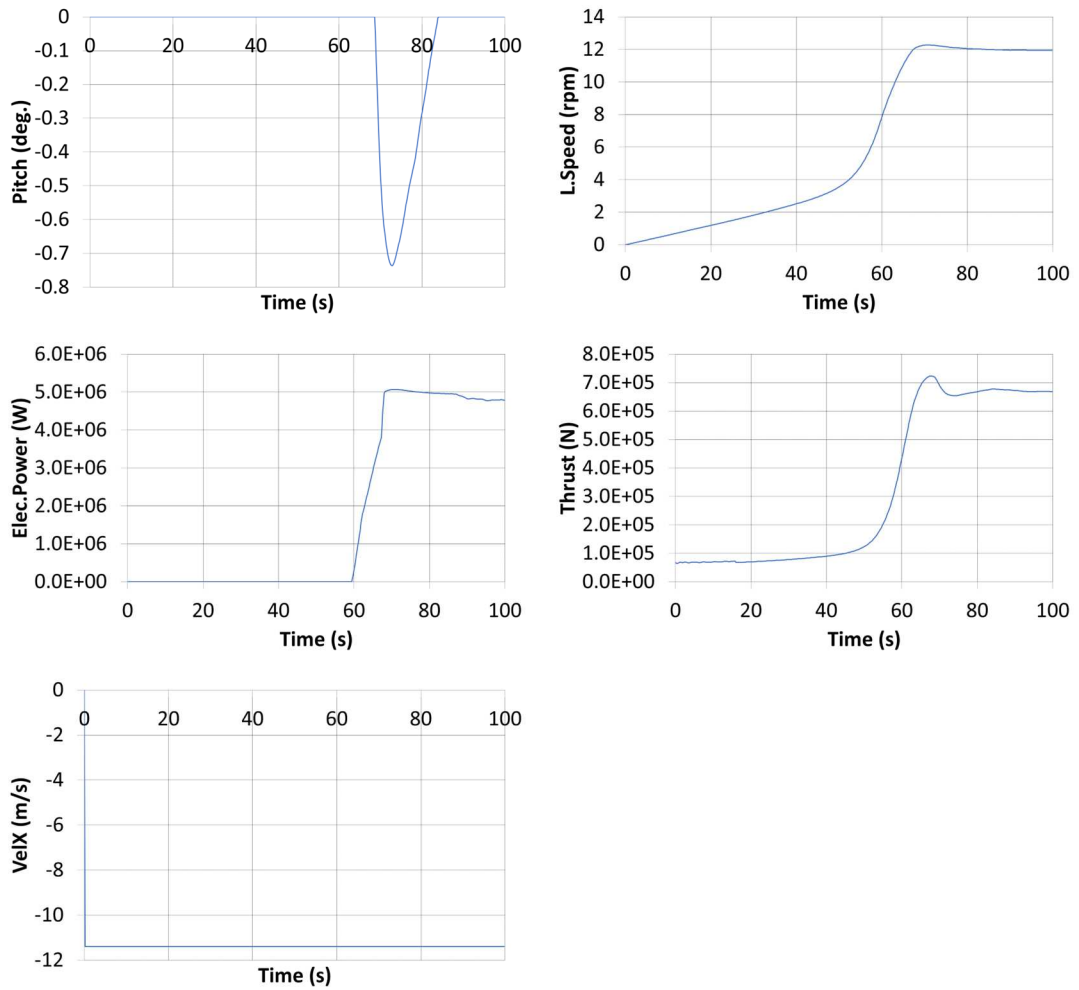 0
-0.1
-0.2
-0.3
-0.4
-0.5
-0.6
-0.7
-0.8
0 20 40 60 80 100
Pitch (deg.)
Time (s)
14
12
10
8
6
4
2
0
0 20 40 60 80 100
L.Speed (rpm)
Time (s)
6.0E+06
5.0E+06
4.0E+06
3.0E+06
2.0E+06
1.0E+06
0.0E+00
0 20 40 60 80 100
Elec.Power (W)
Time (s)
8.0E+05
7.0E+05
6.0E+05
5.0E+05
4.0E+05
3.0E+05
2.0E+05
1.0E+05
0.0E+00
0 20 40 60 80 100
Thrust (N)
Time (s)
0
-2
-4
-6
-8
-10
-12
0 20 40 60 80 100
VelX (m/s)
Time (s)